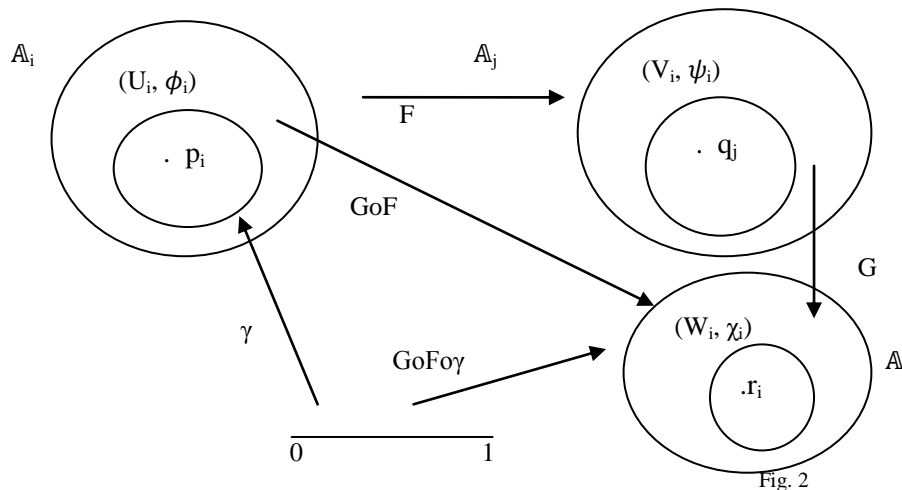 𝔸i
𝔸j
(Ui, ϕi)
(Vi, ψi)
F
. pi
. qj
GoF
G
γ
(Wi, χi)
GoFoγ
𝔸
.ri
0 1
Fig. 2